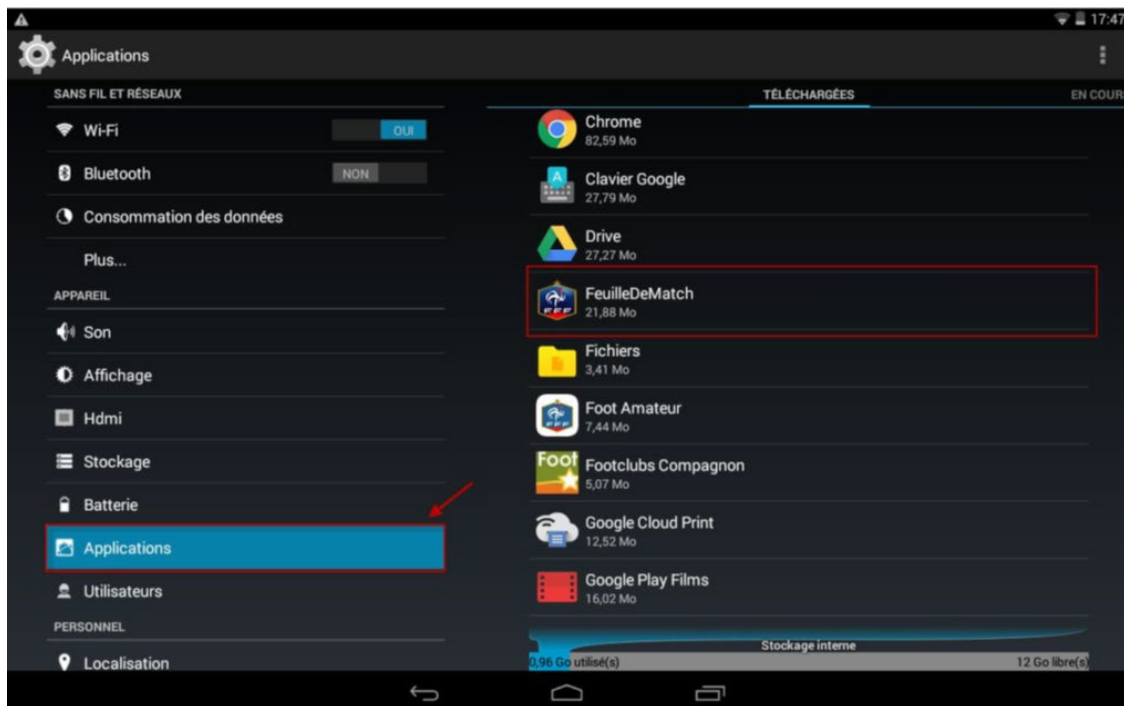 17:47
Applications
SANS FIL ET RÉSEAUX
Wi-Fi
OUI
Bluetooth
NON
Consommation des données
Plus...
APPAREIL
Son
Affichage
Hdmi
Stockage
Batterie
Applications
Utilisateurs
PERSONNEL
Localisation
TÉLÉCHARGÉES
EN COUR
Chrome
82,59 Mo
Clavier Google
27,79 Mo
Drive
27,27 Mo
FeuilleDeMatch
21,88 Mo
Fichiers
3,41 Mo
Foot Amateur
7,44 Mo
Foot
Footclubs Compagnon
5,07 Mo
Google Cloud Print
12,52 Mo
Google Play Films
16,02 Mo
Stockage interne
0,96 Go utilisé(s)
12 Go libre(s)